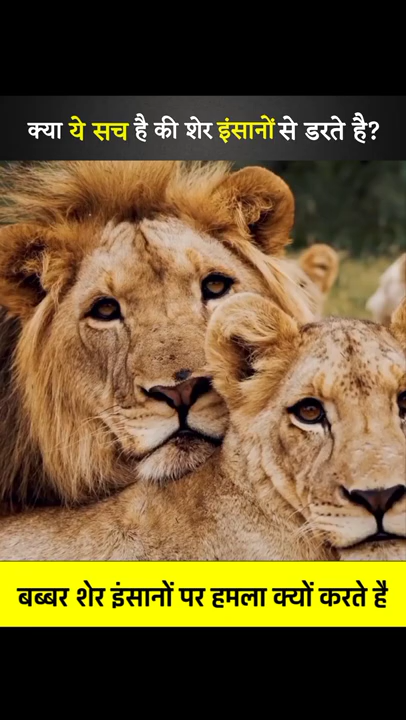 क्या ये सच है की शेर इंसानों से डरते है?
बब्बर शेर इंसानों पर हमला क्यों करते है